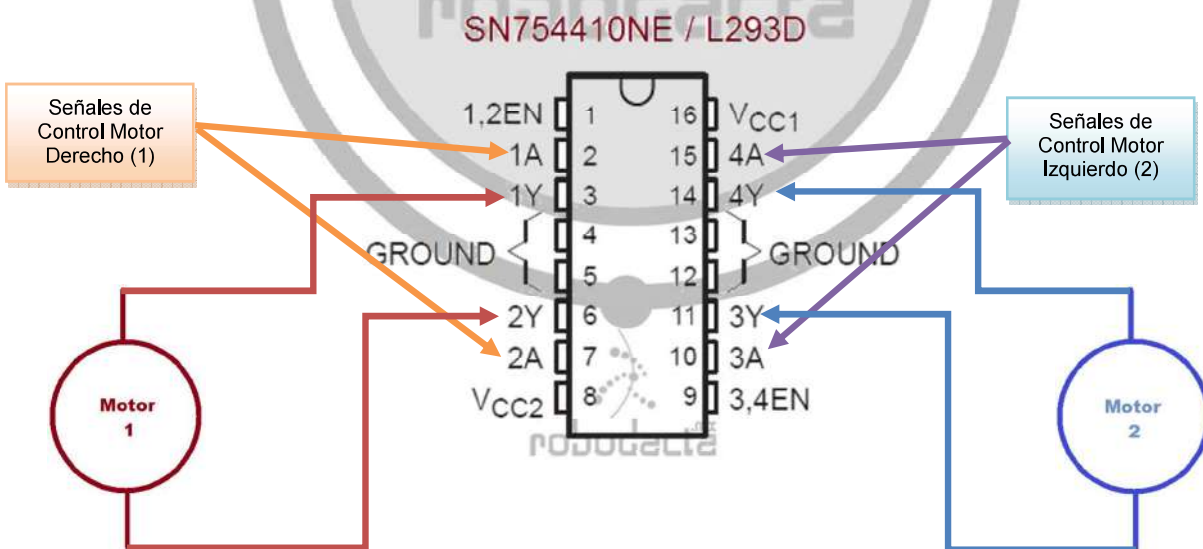 robodacta
SN754410NE / L293D
Señales de
Control Motor
Derecho (1)
1,2EN 1 16 VCC1
1A 2 15 4A
1Y 3 14 4Y
GROUND 4 13 GROUND
5 12
2Y 6 11 3Y
2A 7 10 3A
VCC2 8 9 3,4EN
Señales de
Control Motor
Izquierdo (2)
Motor
1
Motor
2
robodacta